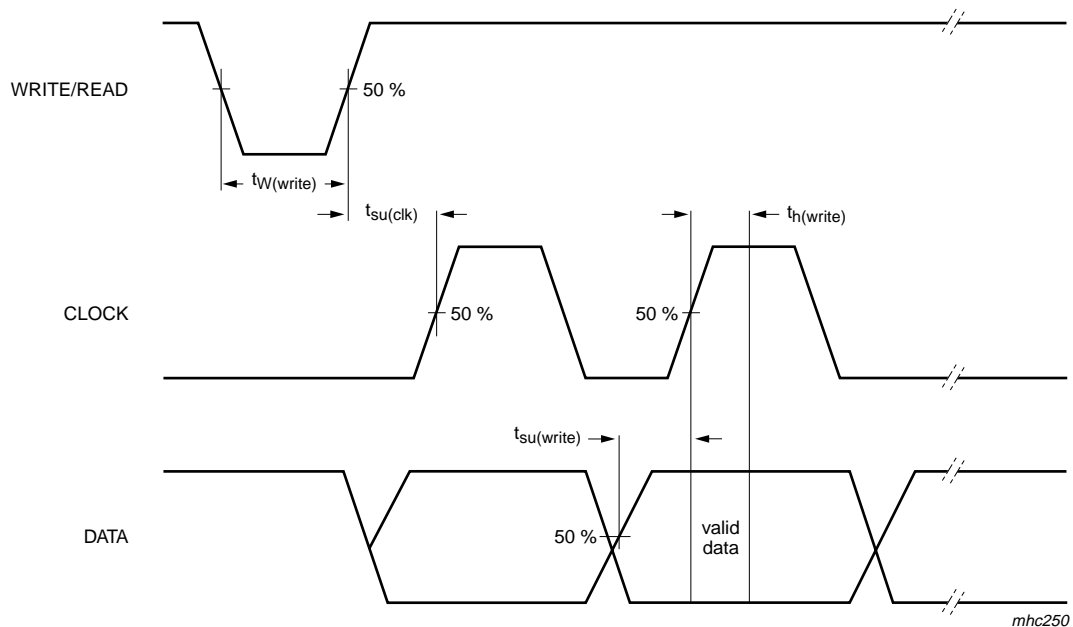 WRITE/READ
50 %
tW(write)
tsu(clk)
th(write)
CLOCK
50 %
50 %
tsu(write)
DATA
50 %
valid
data
mhc250